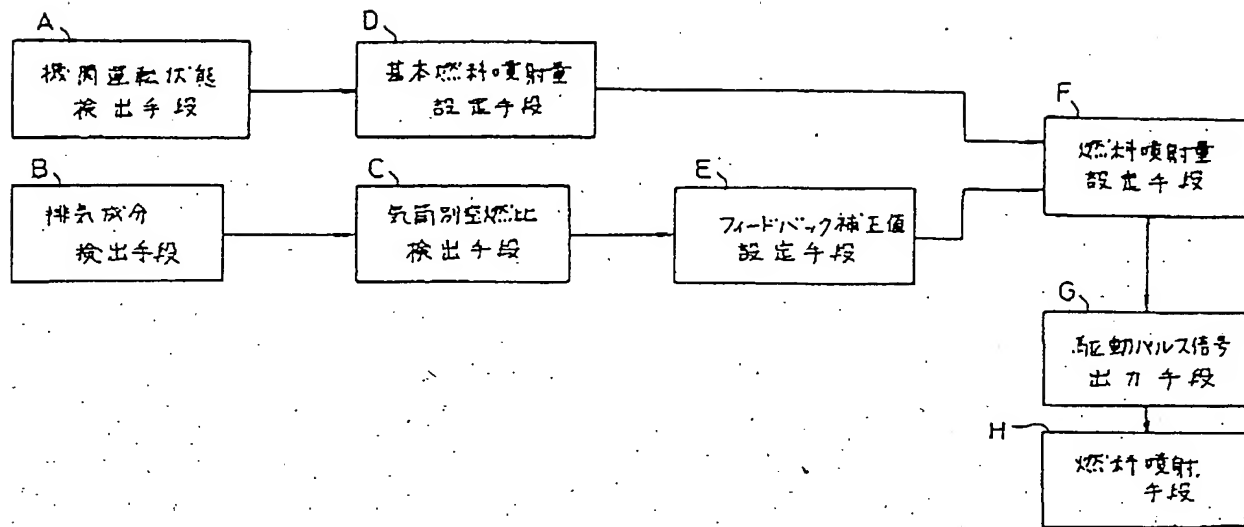 A
機関運転状態
検出手段
D
基本燃料噴射量
設定手段
F
燃料噴射量
設定手段
B
排気成分
検出手段
C
気筒別空燃比
検出手段
E
フィードバック補正値
設定手段
G
駆動パルス信号
出力手段
H
燃料噴射
手段